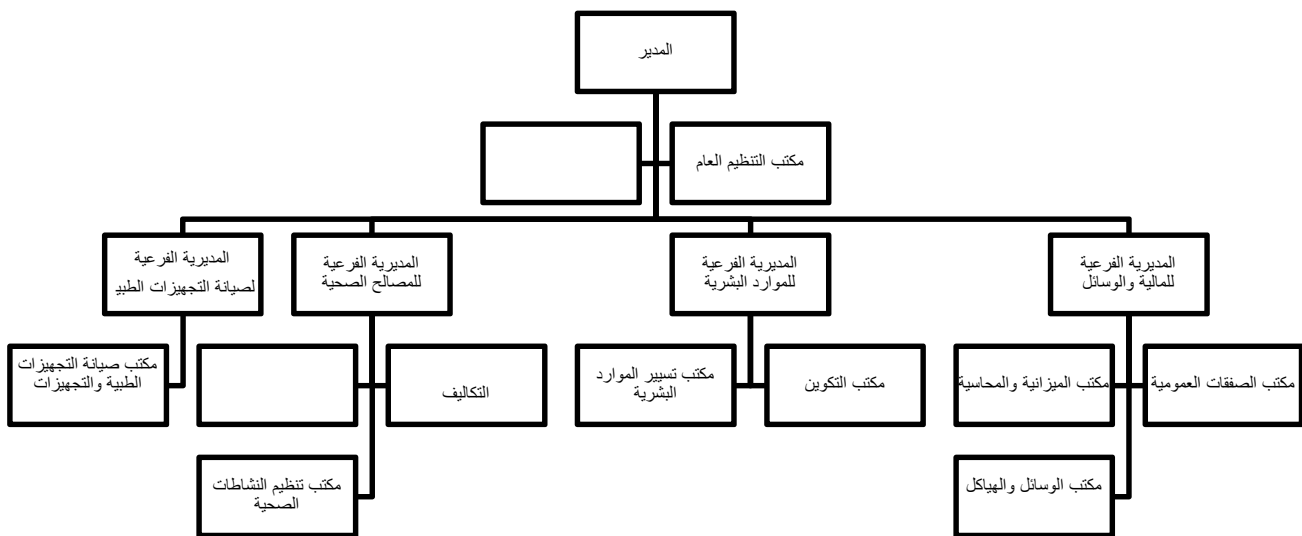 المدير
مكتب التنظيم العام
المديرية الفرعية
للمالية والوسائل
المديرية الفرعية
للموارد البشرية
المديرية الفرعية
للمصالح الصحية
المديرية الفرعية
لصيانة التجهيزات الطبي
مكتب الصفقات العمومية
مكتب الميزانية والمحاسبة
مكتب التكوين
مكتب تسيير الموارد
البشرية
التكاليف
مكتب صيانة التجهيزات
الطبية والتجهيزات
مكتب الوسائل والهياكل
مكتب تنظيم النشاطات
الصحية